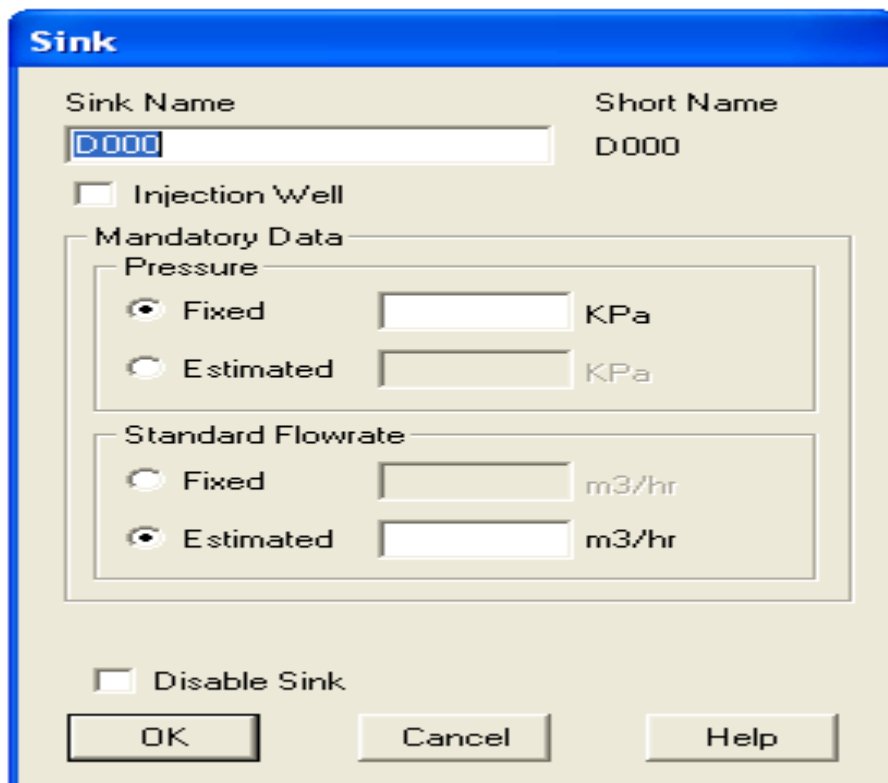 Sink
Sink Name Short Name
D000 D000
Injection Well
Mandatory Data
Pressure
Fixed KPa
Estimated KPa
Standard Flowrate
Fixed m3/hr
Estimated m3/hr
Disable Sink
OK Cancel Help